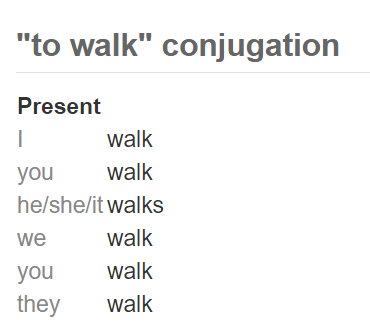 "to walk" conjugation
Present
I walk
you walk
he/she/it walks
we walk
you walk
they walk